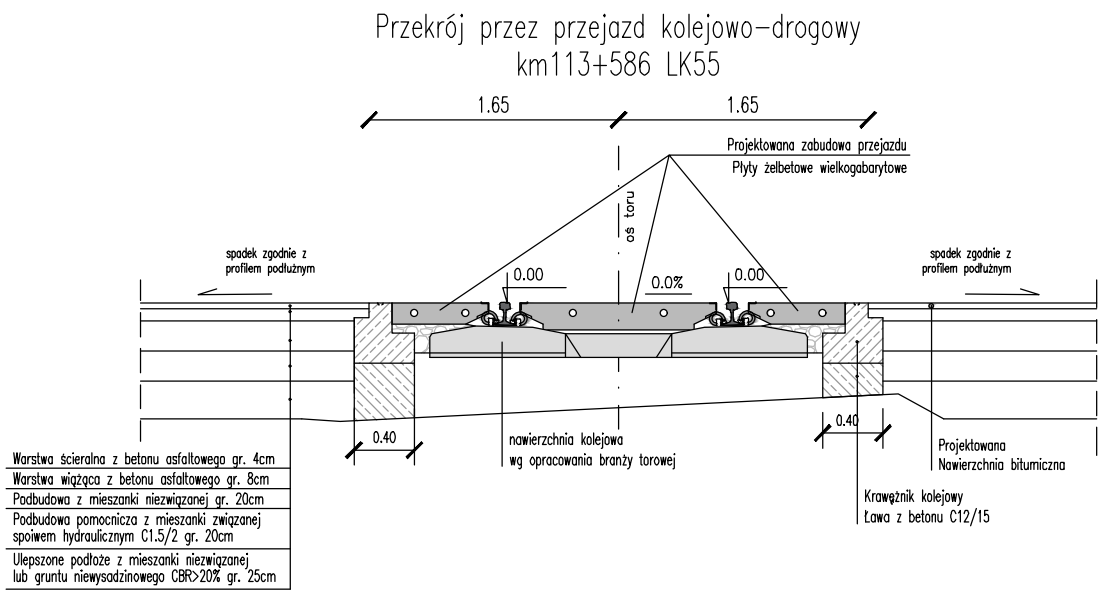 Przekrój przez przejazd kolejowo-drogowy
km113+586 LK55
1.65
1.65
Projektowana zabudowa przejazdu
Płyty żelbetowe wielkogabarytowe
oś toru
spadek zgodnie z
profilem podłużnym
spadek zgodnie z
profilem podłużnym
0.00
0.0%
0.00
0.40
0.40
nawierzchnia kolejowa
wg opracowania branży torowej
Projektowana
Nawierzchnia bitumiczna
Krawężnik kolejowy
Ława z betonu C12/15
Warstwa ścieralna z betonu asfaltowego gr. 4cm
Warstwa wiążąca z betonu asfaltowego gr. 8cm
Podbudowa z mieszanki niezwiązanej gr. 20cm
Podbudowa pomocnicza z mieszanki związanej
spoiwem hydraulicznym C1.5/2 gr. 20cm
Ulepszone podłoże z mieszanki niezwiązanej
lub gruntu niewysadzinowego CBR>20% gr. 25cm